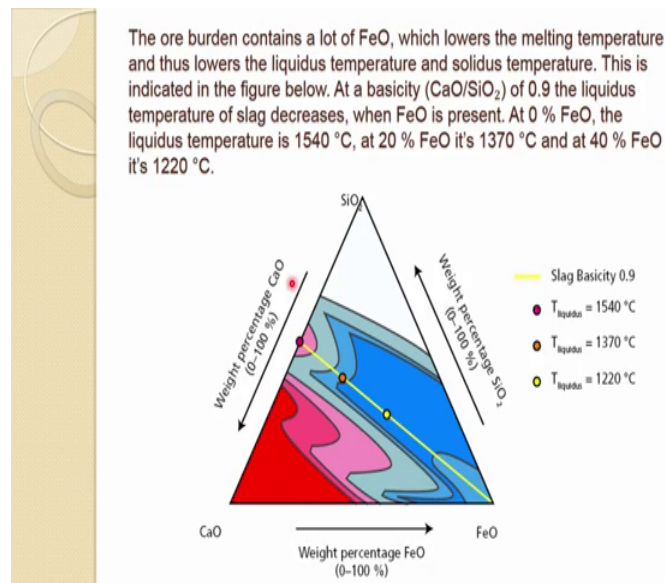 The ore burden contains a lot of FeO, which lowers the melting temperature
and thus lowers the liquidus temperature and solidus temperature. This is
indicated in the figure below. At a basicity (CaO/SiO₂) of 0.9 the liquidus
temperature of slag decreases, when FeO is present. At 0 % FeO, the
liquidus temperature is 1540 °C, at 20 % FeO it's 1370 °C and at 40 % FeO
it's 1220 °C.
SiO₂
Weight percentage CaO
(0–100 %)
Weight percentage SiO₂
(0–100 %)
Slag Basicity 0.9
T liquidus = 1540 °C
T liquidus = 1370 °C
T liquidus = 1220 °C
CaO
FeO
Weight percentage FeO
(0–100 %)